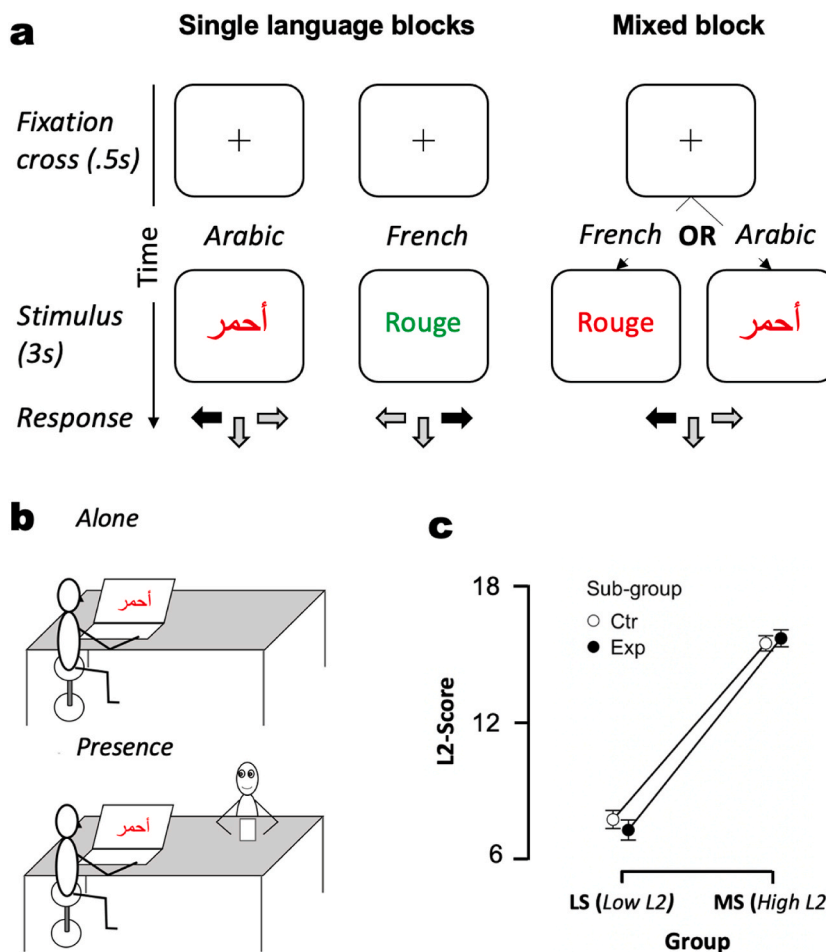 a
Single language blocks
Mixed block
Fixation cross (.5s)
Time
Arabic
French
French OR Arabic
Stimulus (3s)
أحمر
Rouge
Rouge
أحمر
Response
b
Alone
أحمر
Presence
أحمر
c
18
12
6
L2-Score
Sub-group
Ctr
Exp
LS (Low L2)
MS (High L2
Group